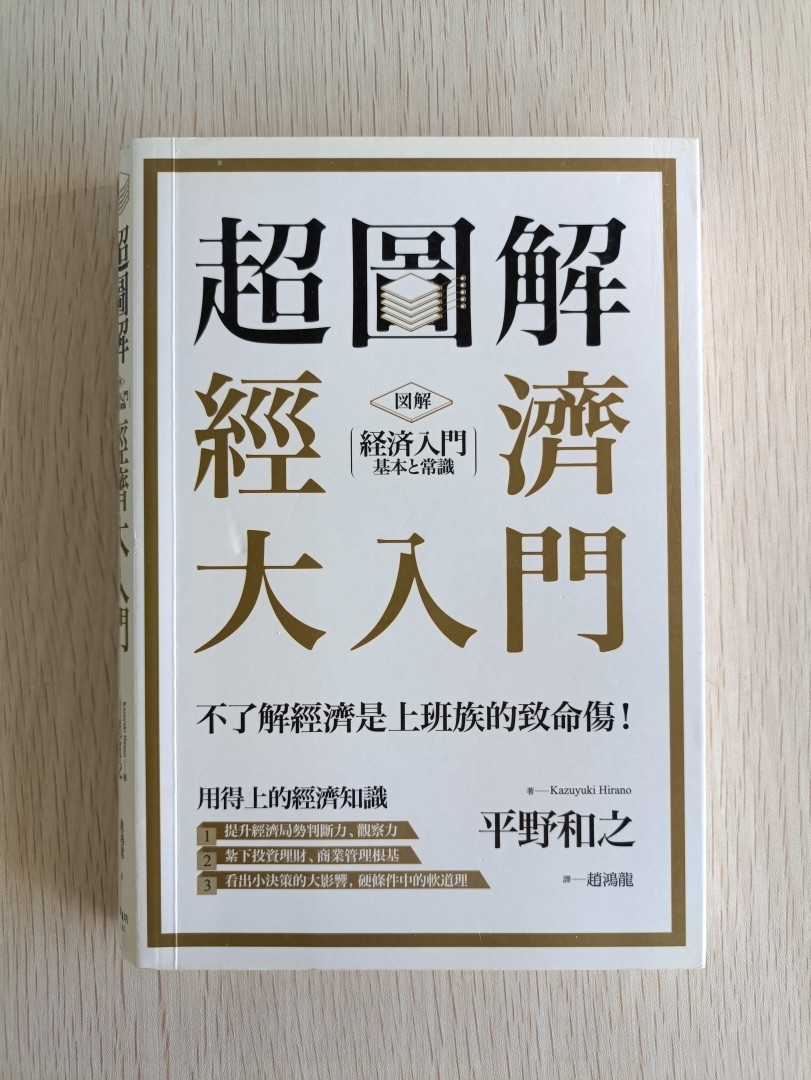 超圖解
図解
経済入門
基本と常識
經濟
大入門
不了解經濟是上班族的致命傷！
用得上的經濟知識
1 提升經濟局勢判斷力、觀察力
2 紮下投資理財、商業管理根基
3 看出小決策的大影響，硬條件中的軟道理
著──Kazuyuki Hirano
平野和之
譯──趙鴻龍
超圖解
經濟大入門